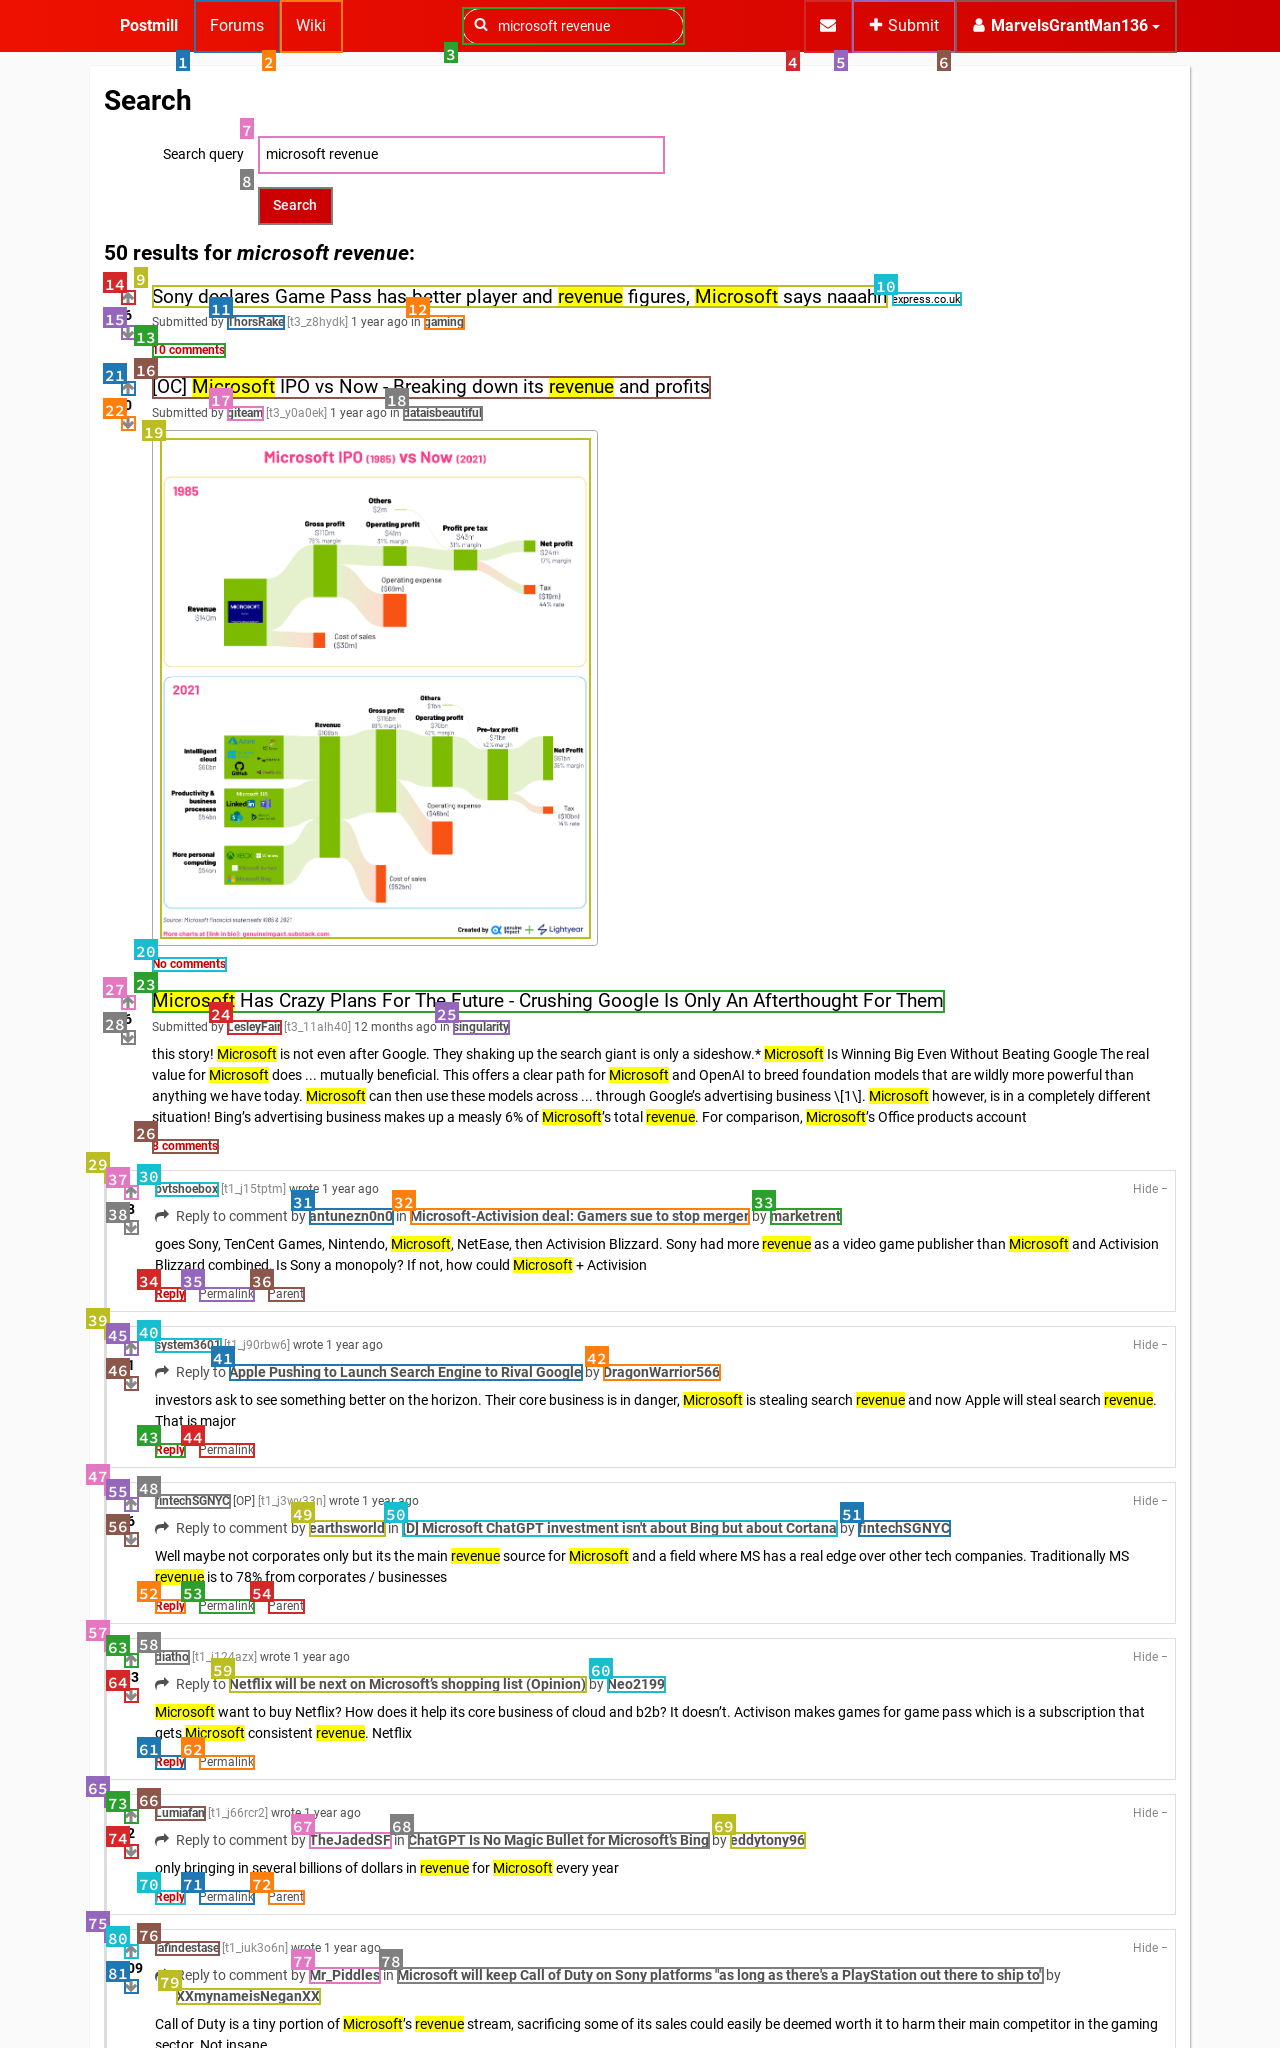 Postmill Forums Wiki microsoft revenue Submit MarvelsGrantMan136
1 2 3 4 5 6
Search
7
Search query microsoft revenue
8
Search
50 results for microsoft revenue:
14 9 10
Sony declares Game Pass has better player and revenue figures, Microsoft says naaahh express.co.uk
15 11 12
Submitted by ThorsRake [t3_z8hydk] 1 year ago in gaming
13
10 comments
21 16
[OC] Microsoft IPO vs Now - Breaking down its revenue and profits
22 17 18
Submitted by giteam [t3_y0a0ek] 1 year ago in dataisbeautiful
19
Microsoft IPO (1985) vs Now (2021)
1985
Others
$2m
Gross profit
$110m
78% margin
Operating profit
$41m
31% margin
Profit pre tax
$43m
31% margin
Net profit
$24m
17% margin
Operating expense
($69m)
Tax
($19m)
44% rate
Revenue
$140m
MICROSOFT
Cost of sales
($30m)
2021
Others
$1bn
Gross profit
$116bn
69% margin
Operating profit
$70bn
42% margin
Revenue
$168bn
Pre-tax profit
$71bn
42% margin
Net Profit
$61bn
36% margin
Intelligent
cloud
$60bn
Azure
GitHub
Productivity &
business
processes
$54bn
Microsoft 365
LinkedIn
Operating expense
($46bn)
Tax
($10bn)
14% rate
More personal
computing
$54bn
XBOX
Cost of sales
($52bn)
Source: Microsoft financial statements 1986 & 2021
More charts at (link in bio): genuineimpact.substack.com
Created by genuine impact + Lightyear
20
No comments
27 23
Microsoft Has Crazy Plans For The Future - Crushing Google Is Only An Afterthought For Them
28 24 25
Submitted by LesleyFair [t3_11alh40] 12 months ago in singularity
this story! Microsoft is not even after Google. They shaking up the search giant is only a sideshow.* Microsoft Is Winning Big Even Without Beating Google The real
value for Microsoft does ... mutually beneficial. This offers a clear path for Microsoft and OpenAI to breed foundation models that are wildly more powerful than
anything we have today. Microsoft can then use these models across ... through Google’s advertising business \[1\]. Microsoft however, is in a completely different
situation! Bing’s advertising business makes up a measly 6% of Microsoft’s total revenue. For comparison, Microsoft’s Office products account
26
3 comments
29 37 30
pvtshoebox [t1_j15tptm] wrote 1 year ago Hide −
38 31 32 33
Reply to comment by antunezn0n0 in Microsoft-Activision deal: Gamers sue to stop merger by marketrent
goes Sony, TenCent Games, Nintendo, Microsoft, NetEase, then Activision Blizzard. Sony had more revenue as a video game publisher than Microsoft and Activision
Blizzard combined. Is Sony a monopoly? If not, how could Microsoft + Activision
34 35 36
Reply Permalink Parent
39 45 40
system3601 [t1_j90rbw6] wrote 1 year ago Hide −
46 41 42
Reply to Apple Pushing to Launch Search Engine to Rival Google by DragonWarrior566
investors ask to see something better on the horizon. Their core business is in danger, Microsoft is stealing search revenue and now Apple will steal search revenue.
That is major
43 44
Reply Permalink
47 55 48
fintechSGNYC [OP] [t1_j3wv33n] wrote 1 year ago Hide −
56 49 50 51
Reply to comment by earthsworld in [D] Microsoft ChatGPT investment isn't about Bing but about Cortana by fintechSGNYC
Well maybe not corporates only but its the main revenue source for Microsoft and a field where MS has a real edge over other tech companies. Traditionally MS
revenue is to 78% from corporates / businesses
52 53 54
Reply Permalink Parent
57 63 58
diatho [t1_j124azx] wrote 1 year ago Hide −
64 59 60
Reply to Netflix will be next on Microsoft’s shopping list (Opinion) by Neo2199
Microsoft want to buy Netflix? How does it help its core business of cloud and b2b? It doesn’t. Activison makes games for game pass which is a subscription that
gets Microsoft consistent revenue. Netflix
61 62
Reply Permalink
65 73 66
Lumiafan [t1_j66rcr2] wrote 1 year ago Hide −
74 67 68 69
Reply to comment by TheJadedSF in ChatGPT Is No Magic Bullet for Microsoft’s Bing by eddytony96
only bringing in several billions of dollars in revenue for Microsoft every year
70 71 72
Reply Permalink Parent
75 80 76
lafindestase [t1_iuk3o6n] wrote 1 year ago Hide −
81 77 78
Reply to comment by Mr_Piddles in Microsoft will keep Call of Duty on Sony platforms "as long as there's a PlayStation out there to ship to" by
79
XXmynameisNeganXX
Call of Duty is a tiny portion of Microsoft’s revenue stream, sacrificing some of its sales could easily be deemed worth it to harm their main competitor in the gaming
sector. Not insane